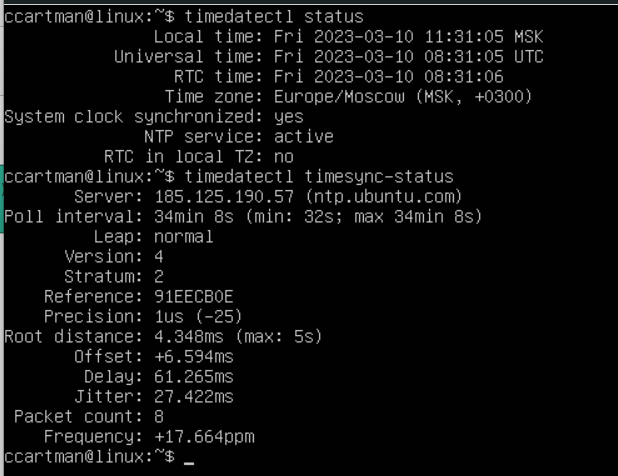 ccartman@linux:~$ timedatectl status
Local time: Fri 2023-03-10 11:31:05 MSK
Universal time: Fri 2023-03-10 08:31:05 UTC
RTC time: Fri 2023-03-10 08:31:06
Time zone: Europe/Moscow (MSK, +0300)
System clock synchronized: yes
NTP service: active
RTC in local TZ: no
ccartman@linux:~$ timedatectl timesync-status
Server: 185.125.190.57 (ntp.ubuntu.com)
Poll interval: 34min 8s (min: 32s; max 34min 8s)
Leap: normal
Version: 4
Stratum: 2
Reference: 91EECB0E
Precision: 1us (-25)
Root distance: 4.348ms (max: 5s)
Offset: +6.594ms
Delay: 61.265ms
Jitter: 27.422ms
Packet count: 8
Frequency: +17.664ppm
ccartman@linux:~$ _